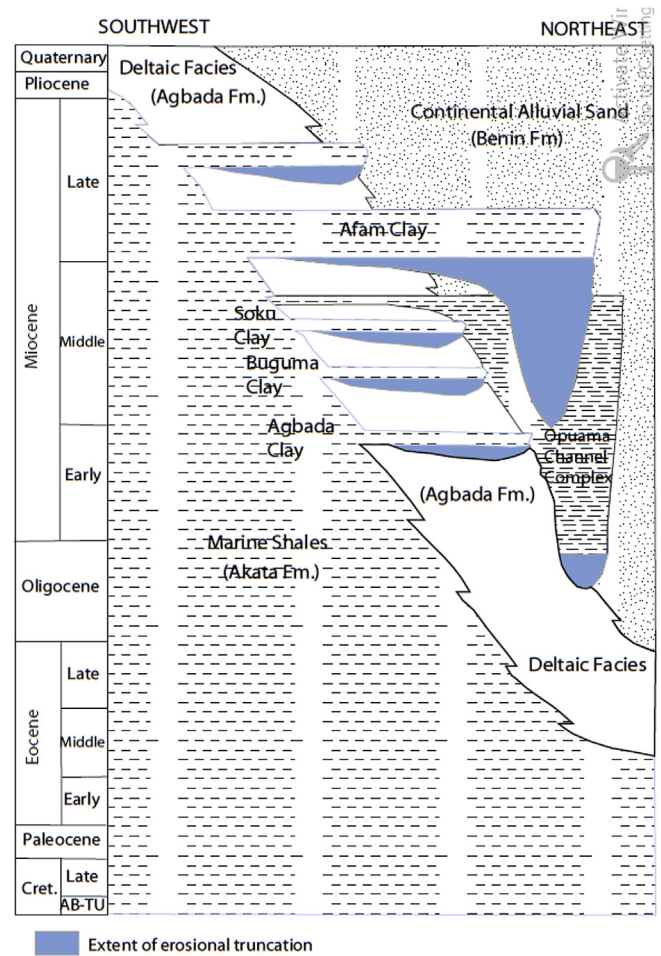 SOUTHWEST
NORTHEAST
Quaternary
Pliocene
Miocene
Late
Middle
Early
Oligocene
Eocene
Late
Middle
Early
Paleocene
Cret.
Late
AB-TU
Deltaic Facies
(Agbada Fm.)
Continental Alluvial Sand
(Benin Fm)
Afam Clay
Soku
Clay
Buguma
Clay
Agbada
Clay
Opuama
Channel
Complex
(Agbada Fm.)
Marine Shales
(Akata Fm.)
Deltaic Facies
Extent of erosional truncation